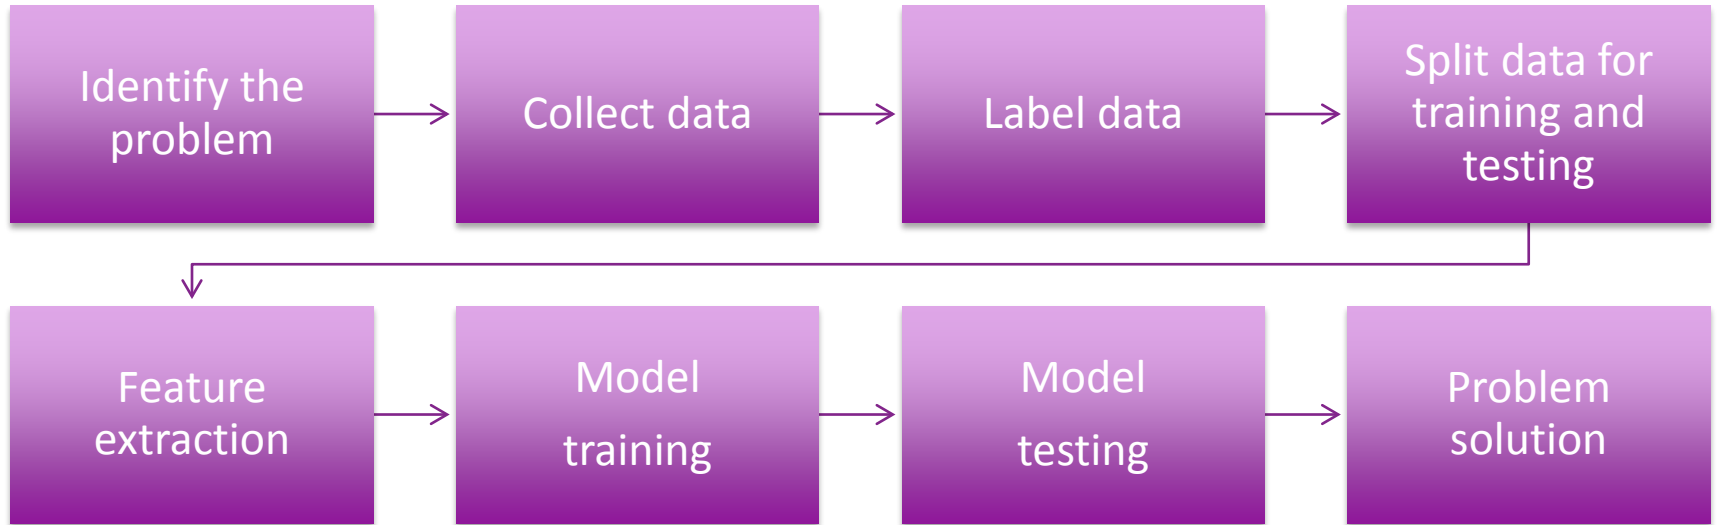 Identify the
problem
Collect data
Label data
Split data for
training and
testing
Feature
extraction
Model
training
Model
testing
Problem
solution